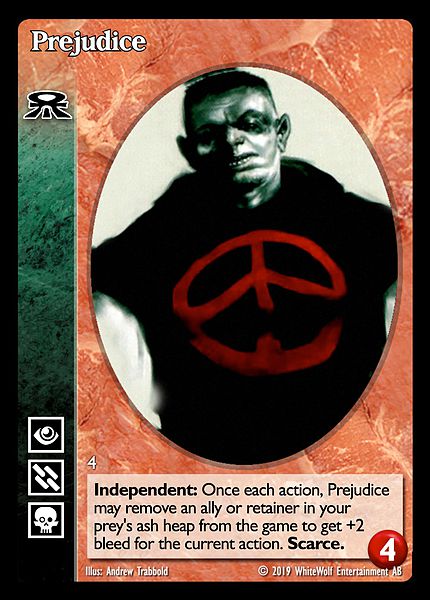 Prejudice
4
Independent: Once each action, Prejudice
may remove an ally or retainer in your
prey's ash heap from the game to get +2
bleed for the current action. Scarce.
4
Illus: Andrew Trabbold © 2019 WhiteWolf Entertainment AB